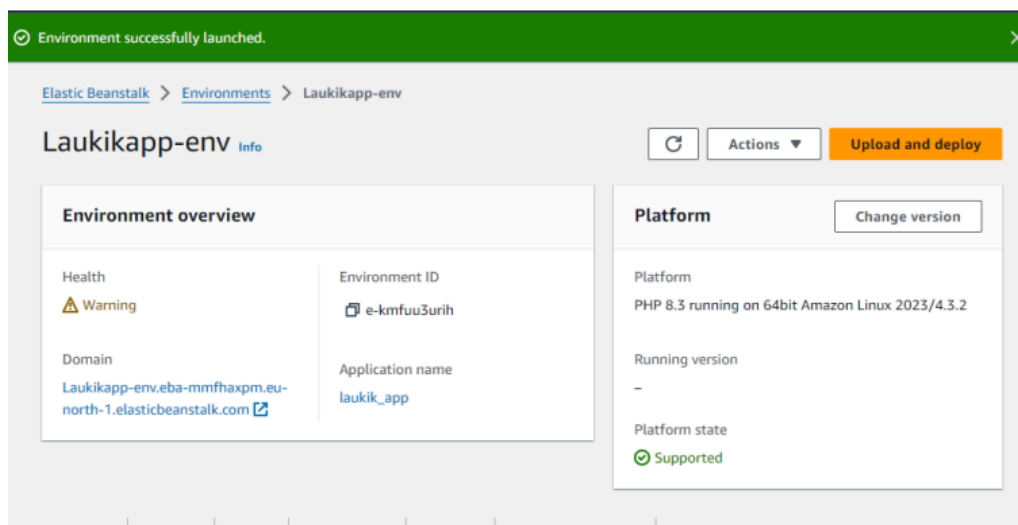 Environment successfully launched.
Elastic Beanstalk > Environments > Laukikapp-env
Laukikapp-env Info
Actions
Upload and deploy
Environment overview
Health
Warning
Domain
Laukikapp-env.eba-mmfhaxpm.eu-
north-1.elasticbeanstalk.com
Environment ID
e-kmfuu3urih
Application name
laukik_app
Platform
Change version
Platform
PHP 8.3 running on 64bit Amazon Linux 2023/4.3.2
Running version
–
Platform state
Supported